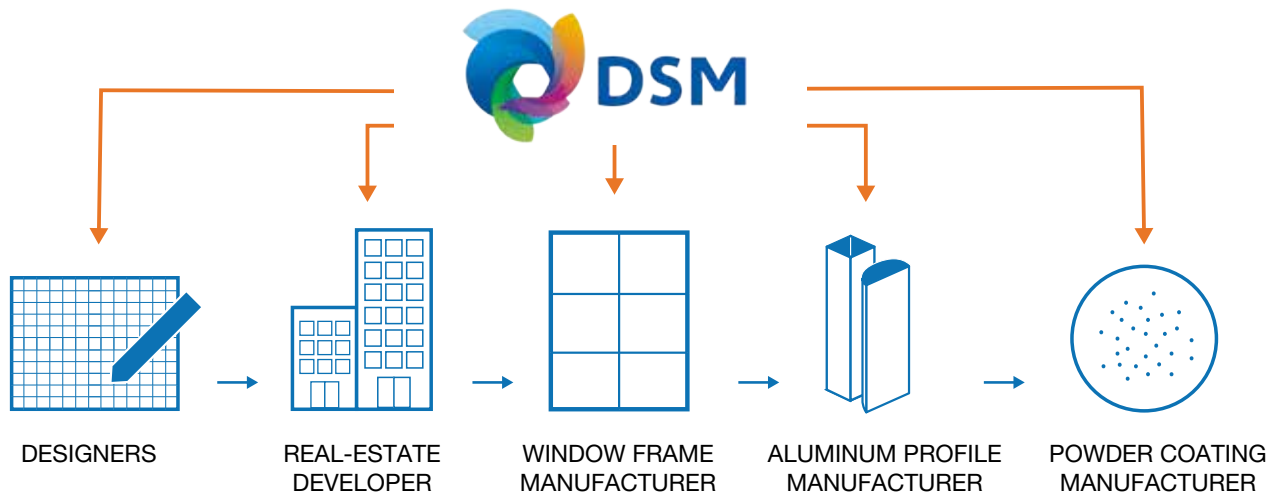 DSM
DESIGNERS
REAL-ESTATE
DEVELOPER
WINDOW FRAME
MANUFACTURER
ALUMINUM PROFILE
MANUFACTURER
POWDER COATING
MANUFACTURER